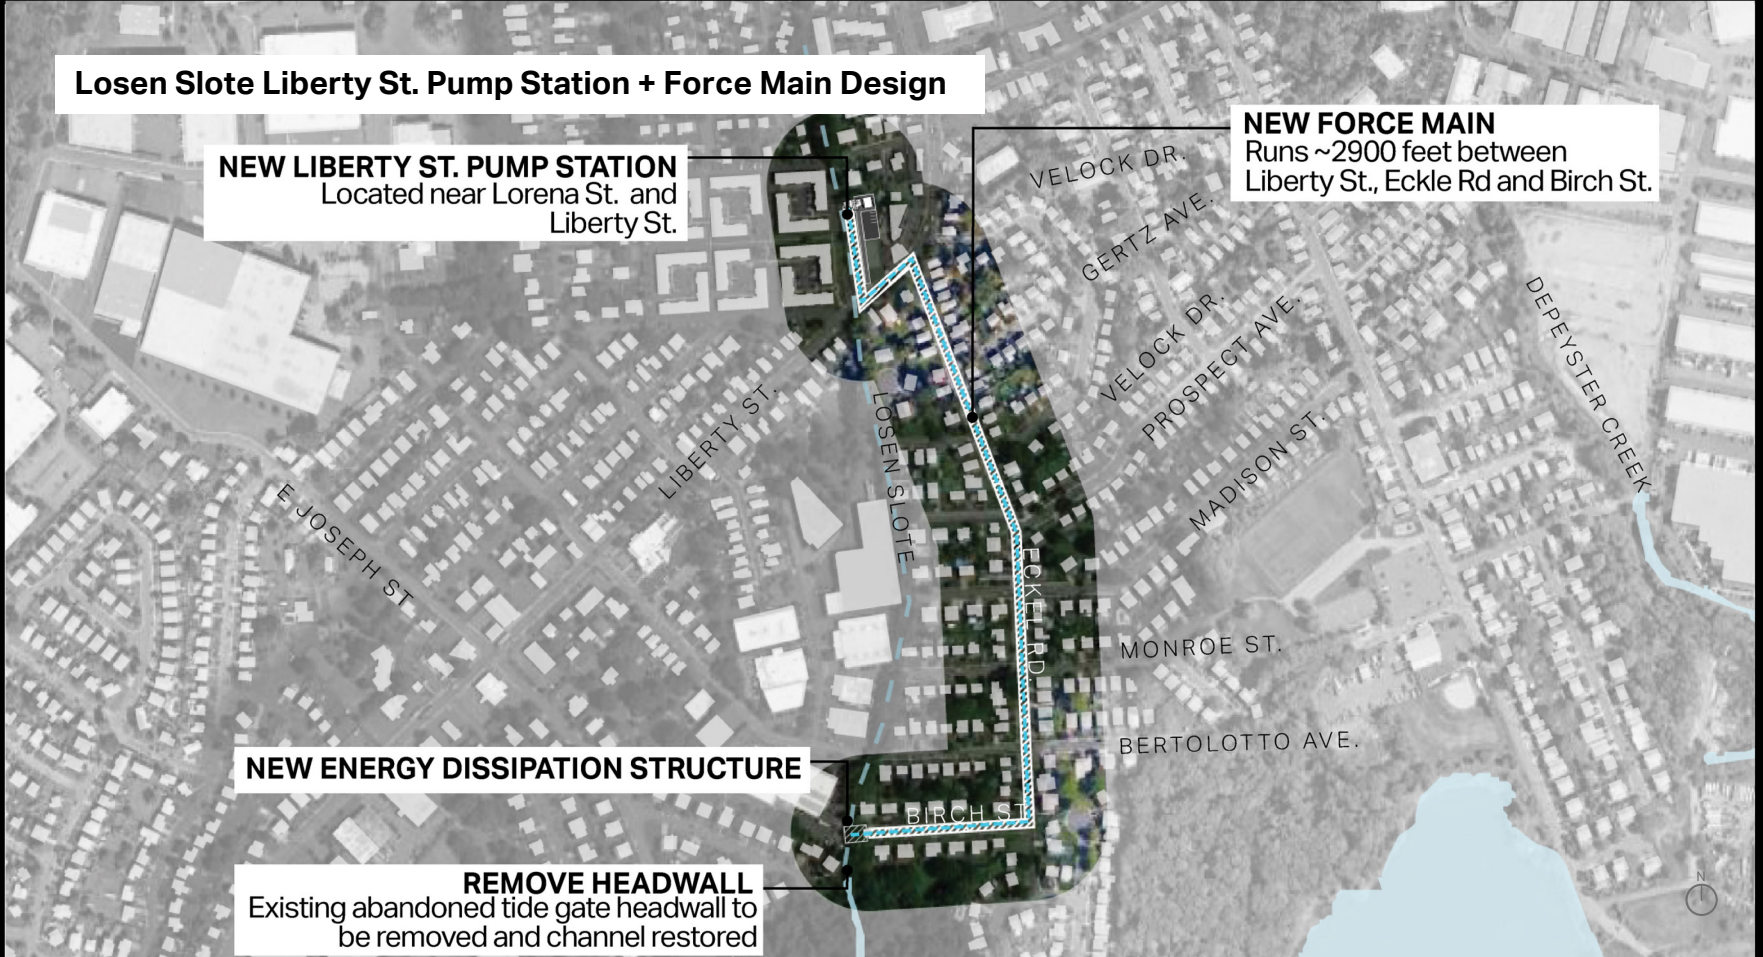 Losen Slote Liberty St. Pump Station + Force Main Design
NEW LIBERTY ST. PUMP STATION
Located near Lorena St. and
Liberty St.
NEW FORCE MAIN
Runs ~2900 feet between
Liberty St., Eckle Rd and Birch St.
VELOCK DR.
GERTZ AVE.
VELOCK DR.
PROSPECT AVE.
DEPEYSTER CREEK
LIBERTY ST.
LOSEN SLOTE
MADISON ST.
E JOSEPH ST
ECKEL RD.
MONROE ST.
BERTOLOTTO AVE.
NEW ENERGY DISSIPATION STRUCTURE
BIRCH ST
REMOVE HEADWALL
Existing abandoned tide gate headwall to
be removed and channel restored
N